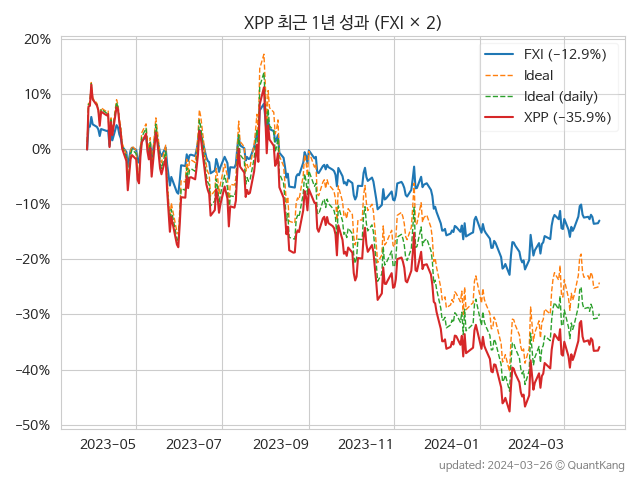 XPP 최근 1년 성과 (FXI × 2)
20%
10%
0%
−10%
−20%
−30%
−40%
−50%
FXI (−12.9%)
Ideal
Ideal (daily)
XPP (−35.9%)
2023-05
2023-07
2023-09
2023-11
2024-01
2024-03
updated: 2024-03-26 © QuantKang